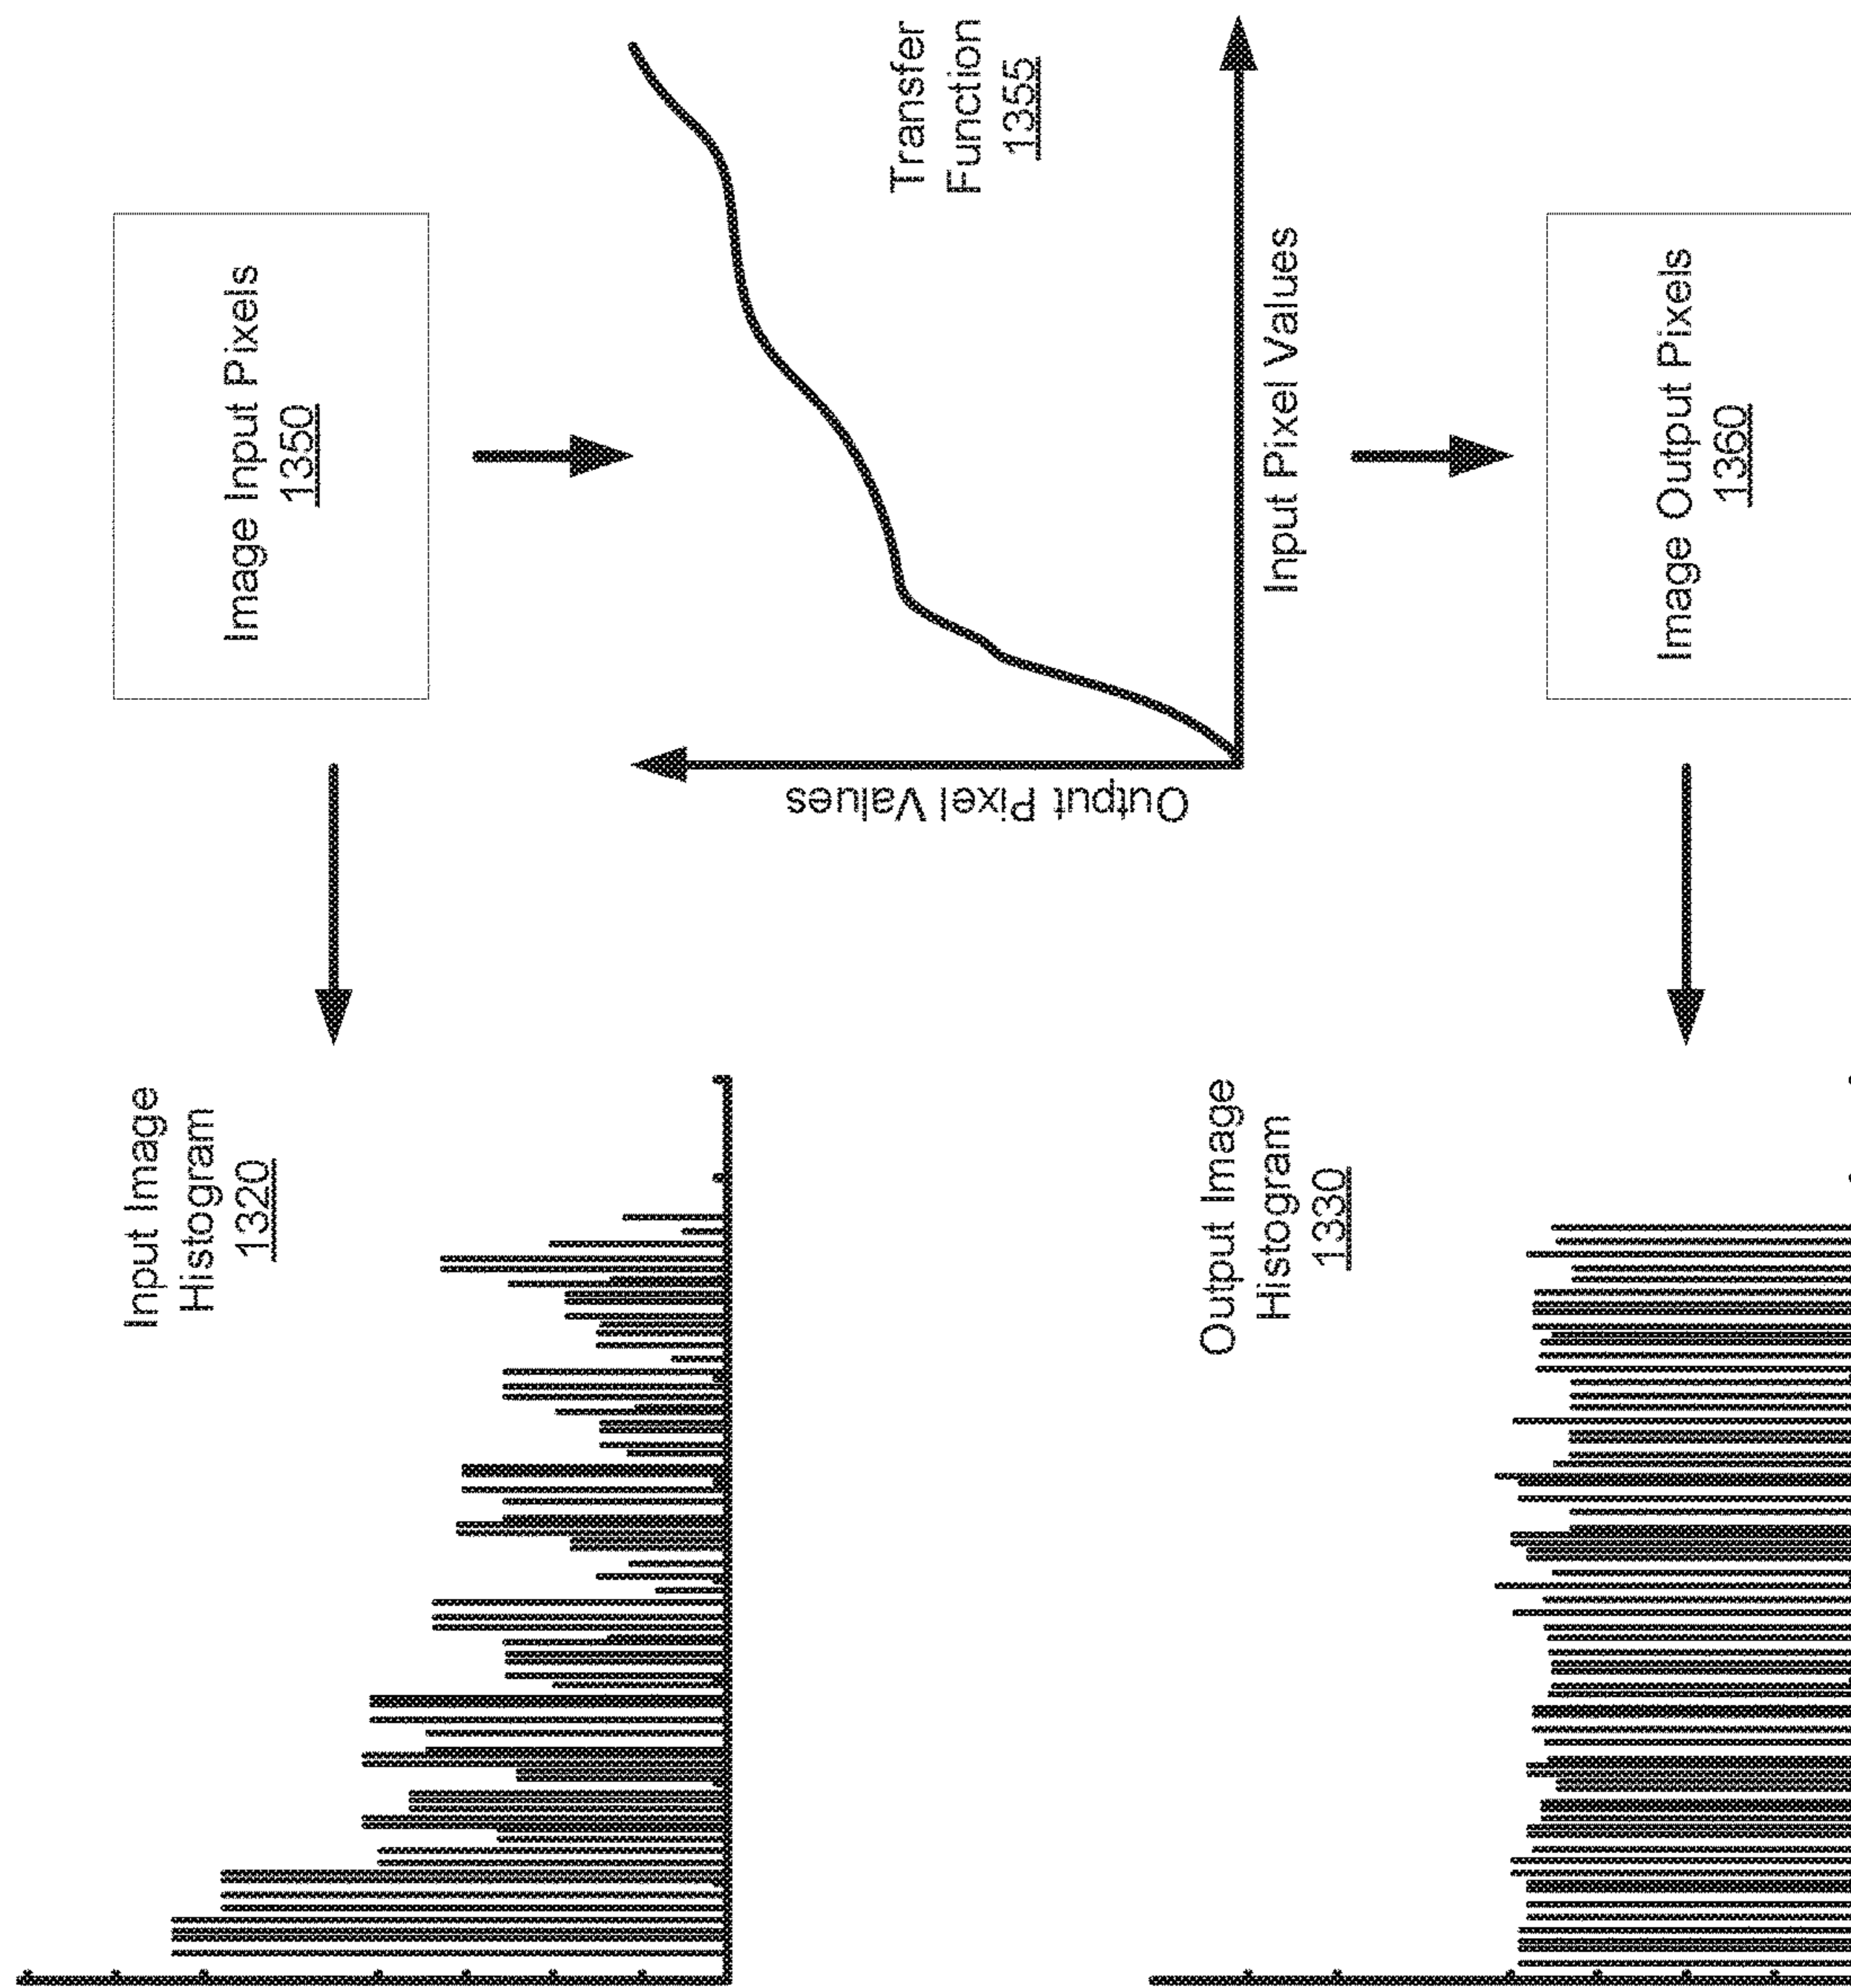 Input Image
Histogram
1320
Image Input Pixels
1350
Output Pixel Values
Transfer
Function
1355
Input Pixel Values
Output Image
Histogram
1330
Image Output Pixels
1360